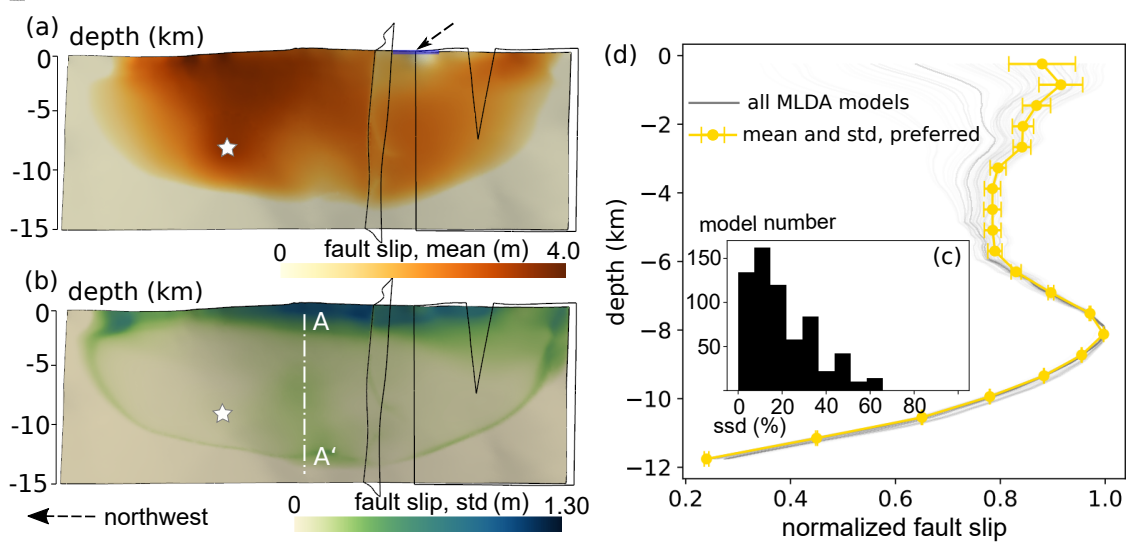 (a)
depth (km)
0
-5
-10
-15
0 fault slip, mean (m) 4.0
(b) depth (km)
0
-5
-10
-15
A
A‘
0 fault slip, std (m) 1.30
northwest
(d)
0
−2
−4
−6
−8
−10
−12
depth (km)
all MLDA models
mean and std, preferred
model number
(c)
150
100
50
0 20 40 60 80
ssd (%)
0.2 0.4 0.6 0.8 1.0
normalized fault slip